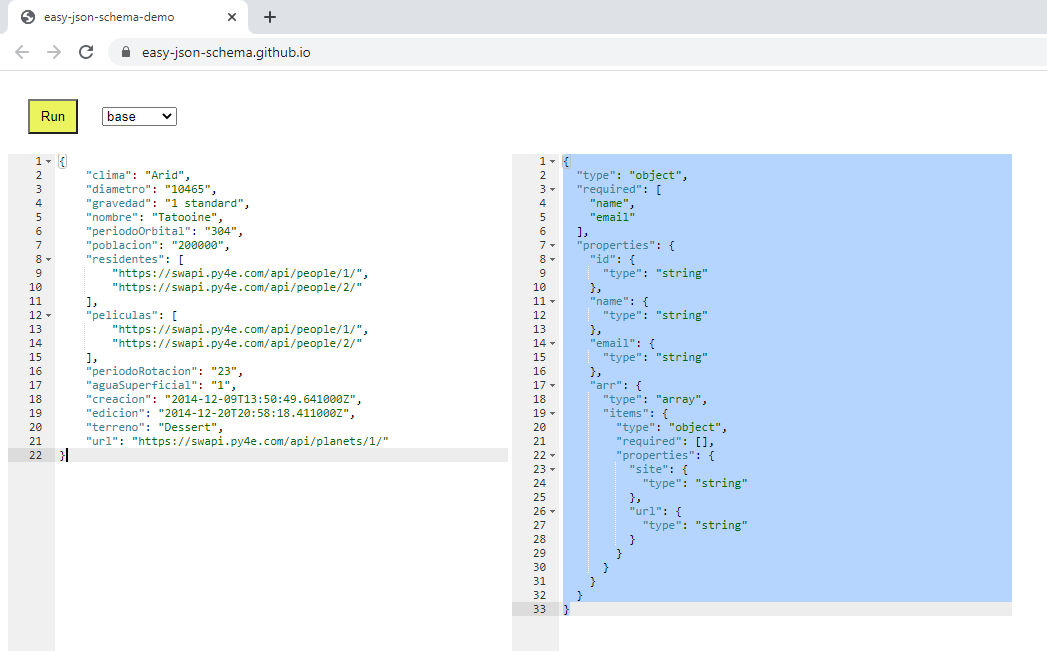 easy-json-schema-demo
easy-json-schema.github.io
Run
base
1 {
2 "clima": "Arid",
3 "diametro": "10465",
4 "gravedad": "1 standard",
5 "nombre": "Tatooine",
6 "periodoOrbital": "304",
7 "poblacion": "200000",
8 "residentes": [
9 "https://swapi.py4e.com/api/people/1/",
10 "https://swapi.py4e.com/api/people/2/"
11 ],
12 "peliculas": [
13 "https://swapi.py4e.com/api/people/1/",
14 "https://swapi.py4e.com/api/people/2/"
15 ],
16 "periodoRotacion": "23",
17 "aguaSuperficial": "1",
18 "creacion": "2014-12-09T13:50:49.641000Z",
19 "edicion": "2014-12-20T20:58:18.411000Z",
20 "terreno": "Dessert",
21 "url": "https://swapi.py4e.com/api/planets/1/"
22 }
1 {
2 "type": "object",
3 "required": [
4 "name",
5 "email"
6 ],
7 "properties": {
8 "id": {
9 "type": "string"
10 },
11 "name": {
12 "type": "string"
13 },
14 "email": {
15 "type": "string"
16 },
17 "arr": {
18 "type": "array",
19 "items": {
20 "type": "object",
21 "required": [],
22 "properties": {
23 "site": {
24 "type": "string"
25 },
26 "url": {
27 "type": "string"
28 }
29 }
30 }
31 }
32 }
33 }